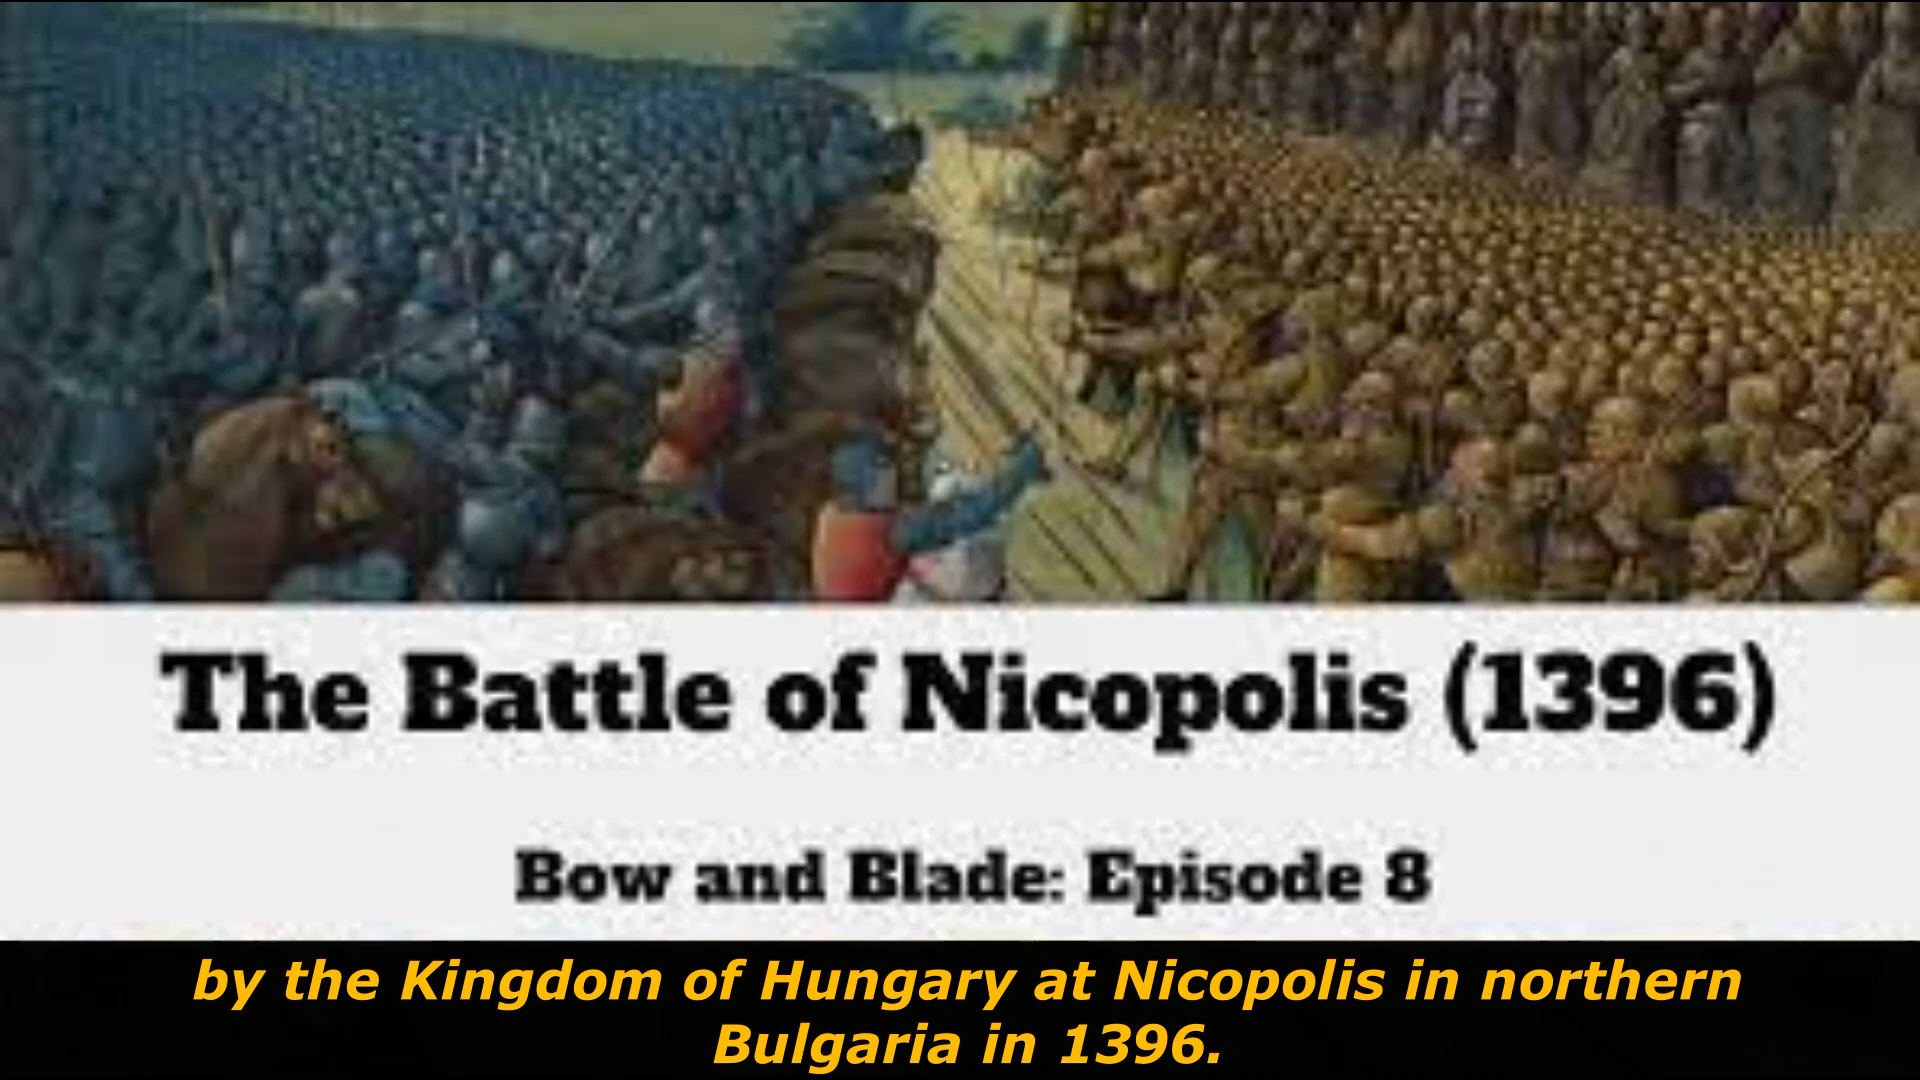 The Battle of Nicopolis (1396)
Bow and Blade: Episode 8
by the Kingdom of Hungary at Nicopolis in northern
Bulgaria in 1396.